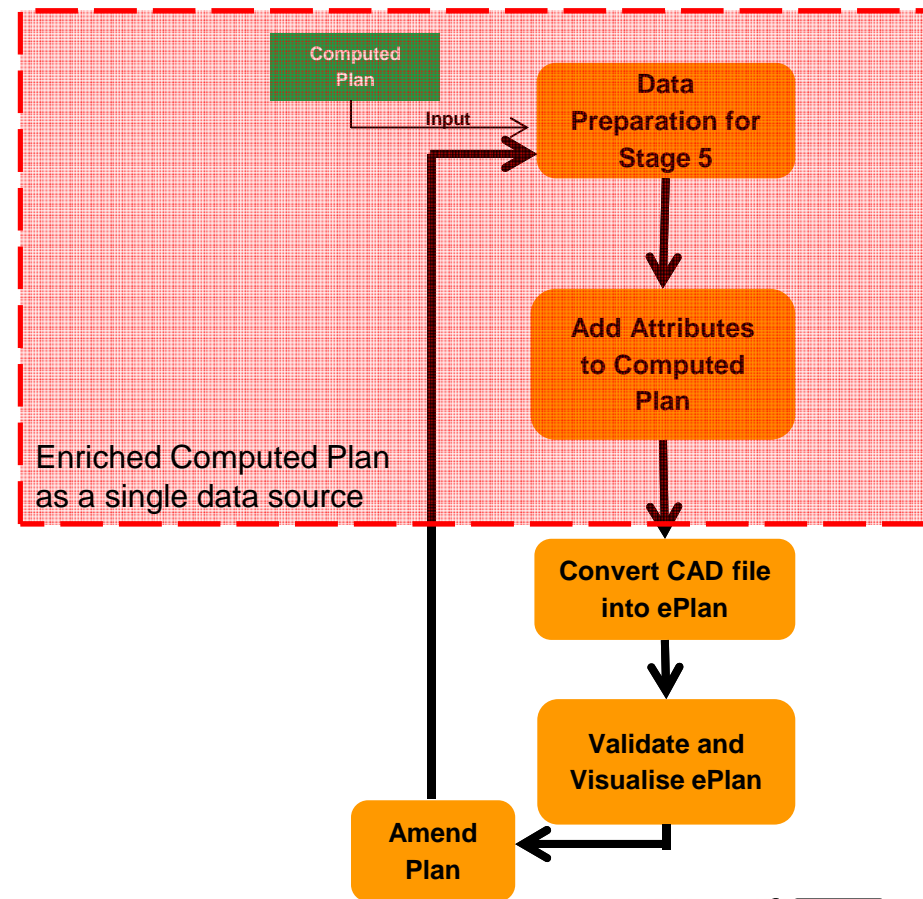 Computed
Plan
Input
Data
Preparation for
Stage 5
Add Attributes
to Computed
Plan
Enriched Computed Plan
as a single data source
Convert CAD file
into ePlan
Validate and
Visualise ePlan
Amend
Plan